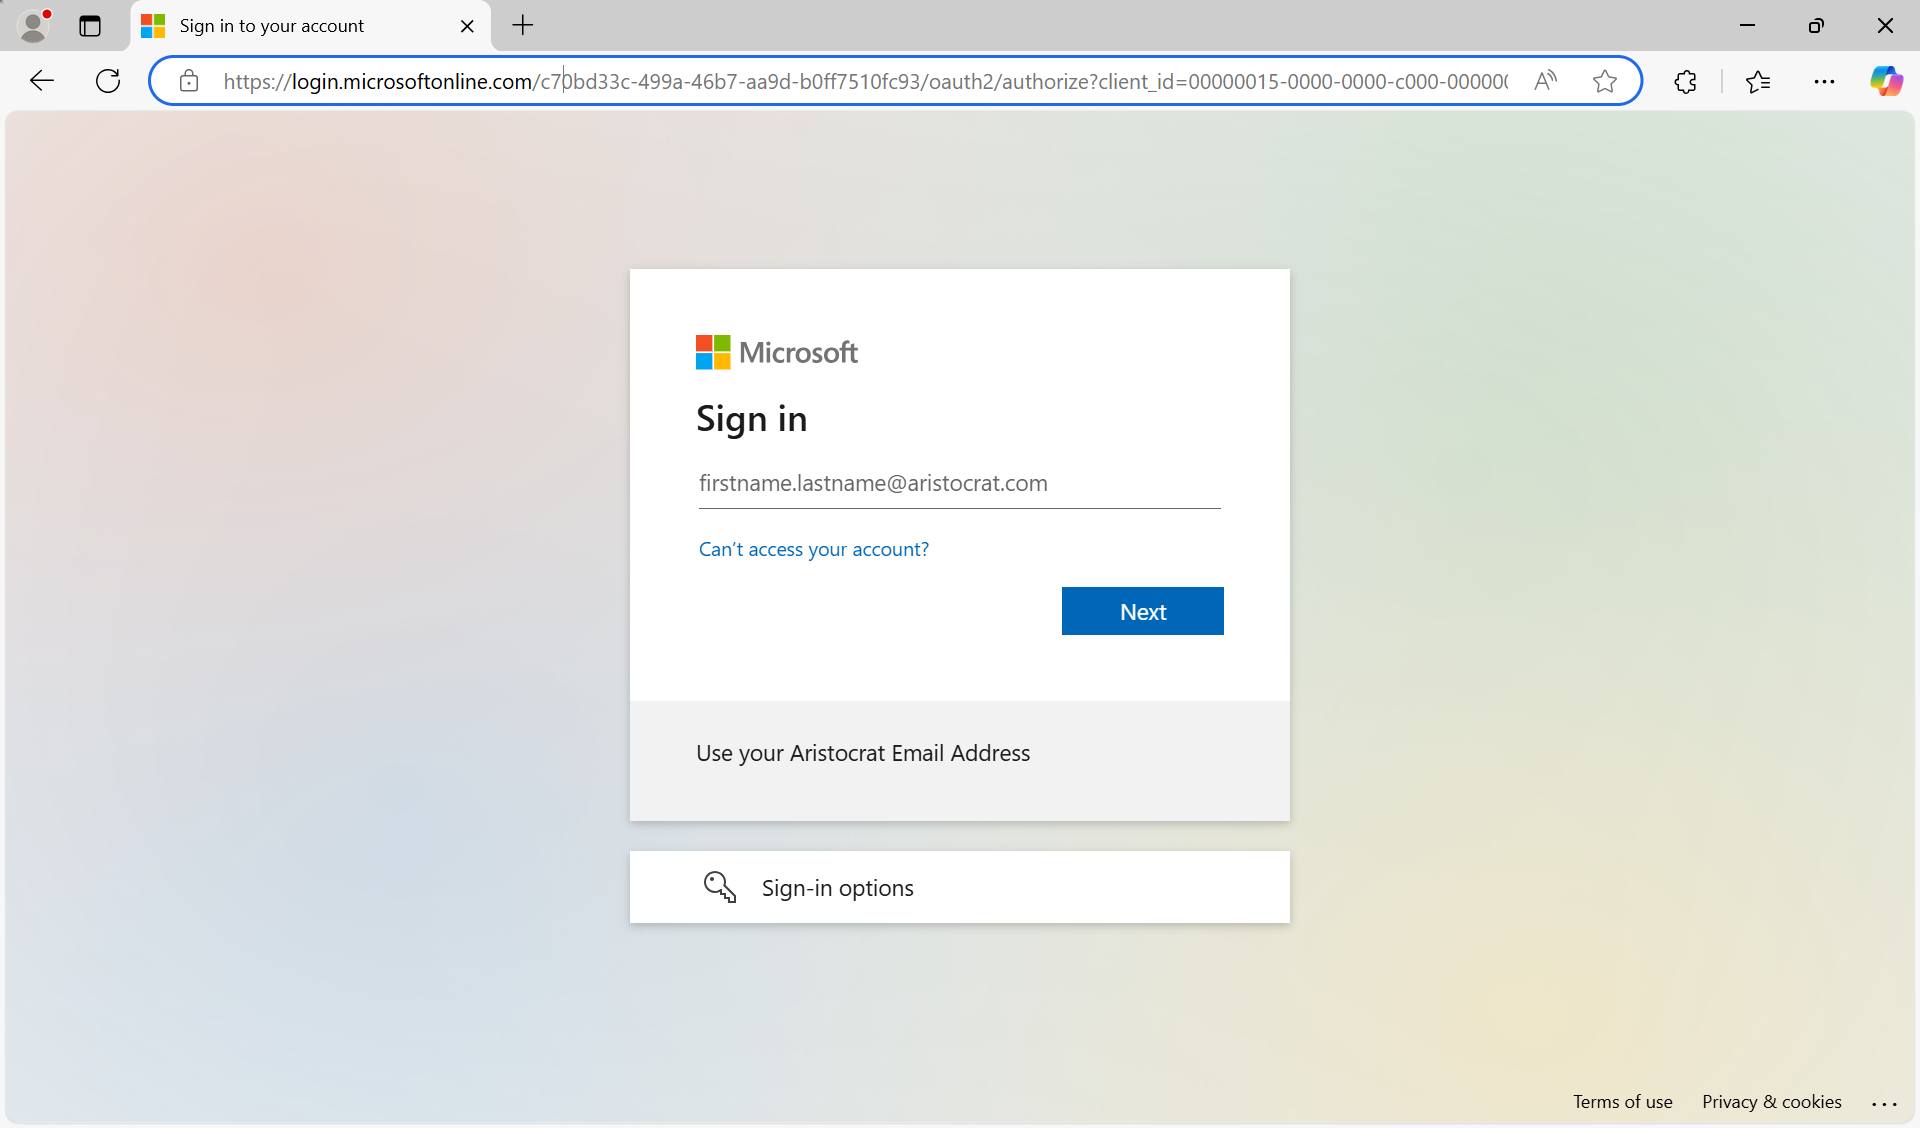 Sign in to your account
https://login.microsoftonline.com/c70bd33c-499a-46b7-aa9d-b0ff7510fc93/oauth2/authorize?client_id=00000015-0000-0000-c000-000000
Microsoft
Sign in
firstname.lastname@aristocrat.com
Can't access your account?
Next
Use your Aristocrat Email Address
Sign-in options
Terms of use
Privacy & cookies